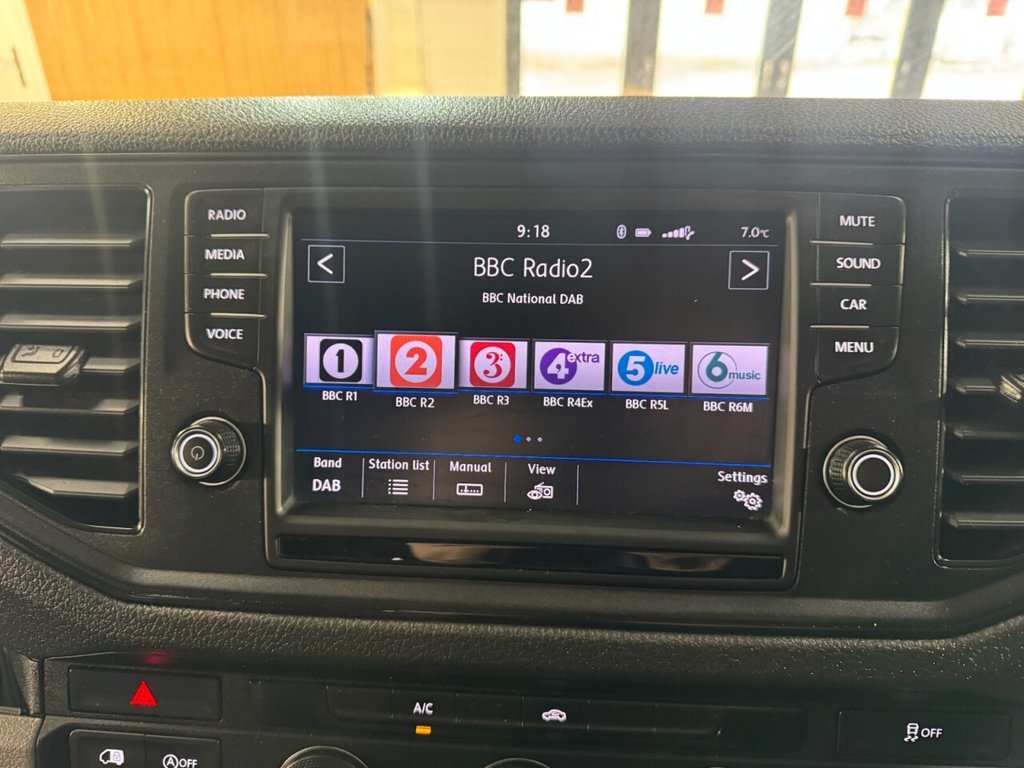 9:18 7.0°C
RADIO
MEDIA
PHONE
VOICE
< BBC Radio2 >
BBC National DAB
1 2 3: 4 extra 5 live 6 music
BBC R1 BBC R2 BBC R3 BBC R4Ex BBC R5L BBC R6M
Band Station list Manual View Settings
DAB
MUTE
SOUND
CAR
MENU
A/C
A OFF
OFF